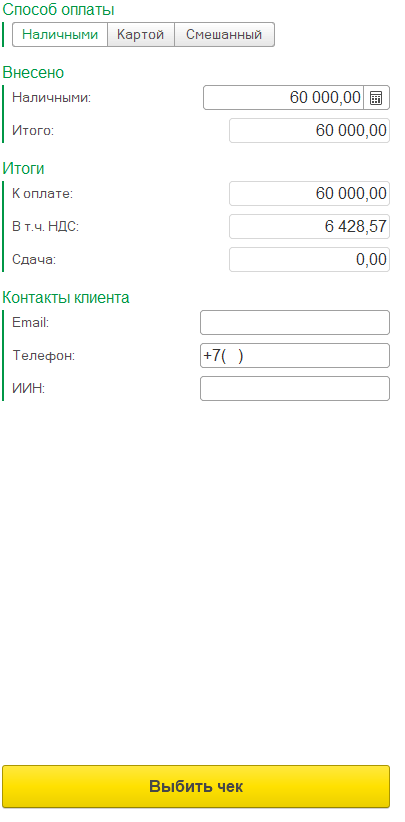 Способ оплаты
Наличными Картой Смешанный
Внесено
Наличными: 60 000,00
Итого: 60 000,00
Итоги
К оплате: 60 000,00
В т.ч. НДС: 6 428,57
Сдача: 0,00
Контакты клиента
Email:
Телефон: +7( )
ИИН:
Выбить чек